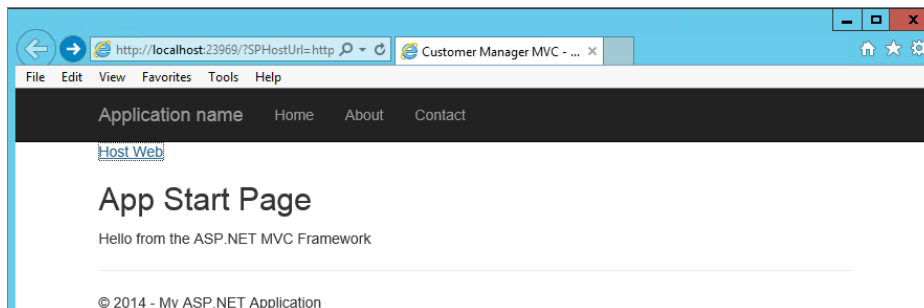 http://localhost:23969/?SPHostUrl=http
Customer Manager MVC - ...
File Edit View Favorites Tools Help
Application name Home About Contact
Host Web
App Start Page
Hello from the ASP.NET MVC Framework
© 2014 - My ASP.NET Application